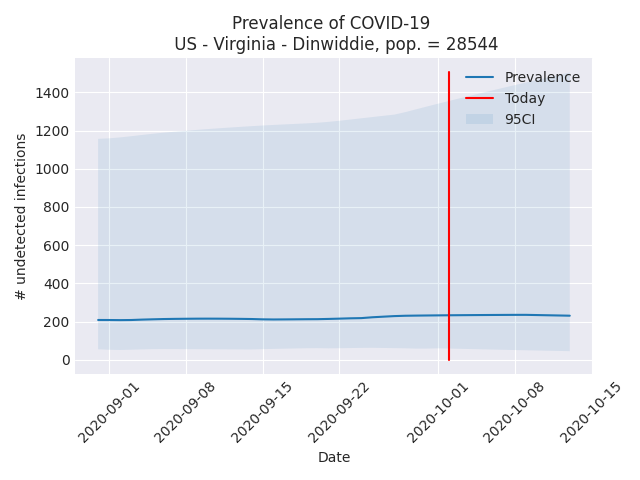 Prevalence of COVID-19
US - Virginia - Dinwiddie, pop. = 28544
# undetected infections
1400
1200
1000
800
600
400
200
0
Prevalence
Today
95CI
2020-09-01
2020-09-08
2020-09-15
2020-09-22
2020-10-01
2020-10-08
2020-10-15
Date